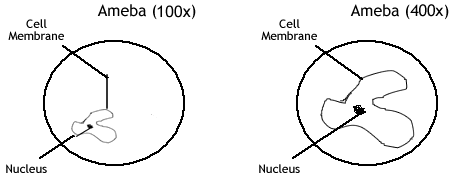 Ameba (100x)
Cell
Membrane
Nucleus
Ameba (400x)
Cell
Membrane
Nucleus